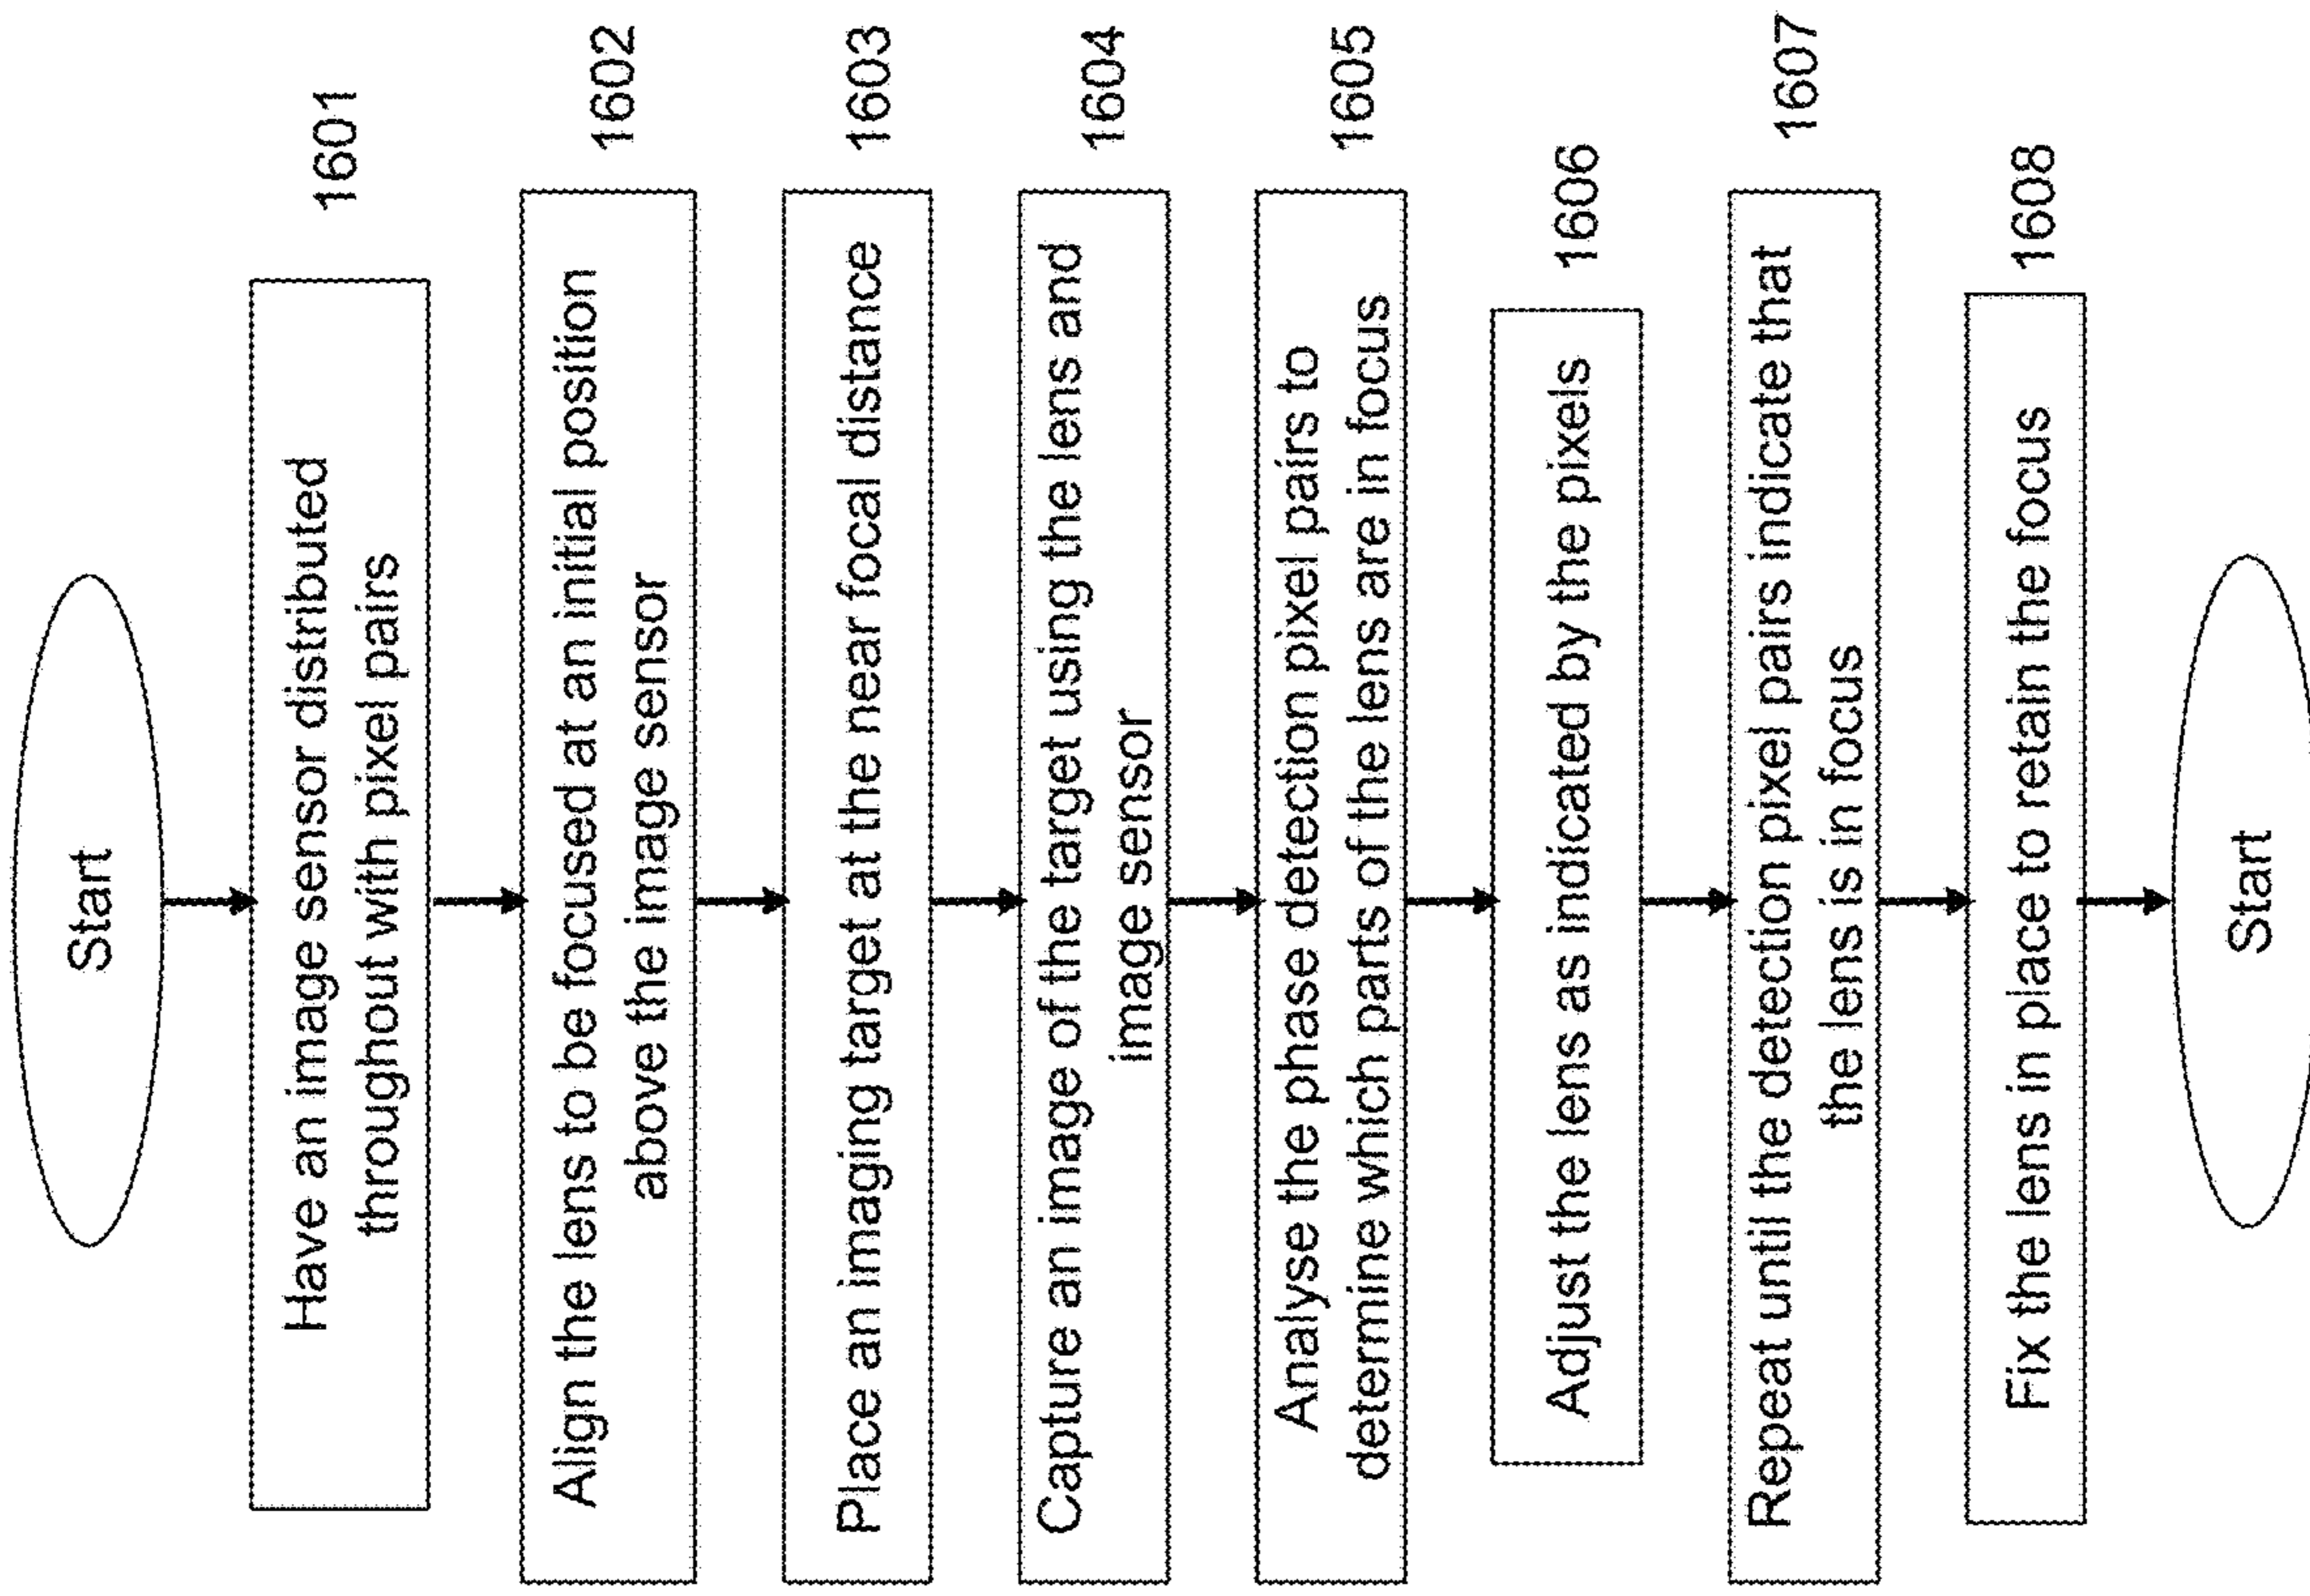 Start
Have an image sensor distributed
throughout with pixel pairs
1601
Align the lens to be focused at an initial position
above the image sensor
1602
Place an imaging target at the near focal distance
1603
Capture an image of the target using the lens and
image sensor
1604
Analyse the phase detection pixel pairs to
determine which parts of the lens are in focus
1605
Adjust the lens as indicated by the pixels
1606
Repeat until the detection pixel pairs indicate that
the lens is in focus
1607
Fix the lens in place to retain the focus
1608
Start